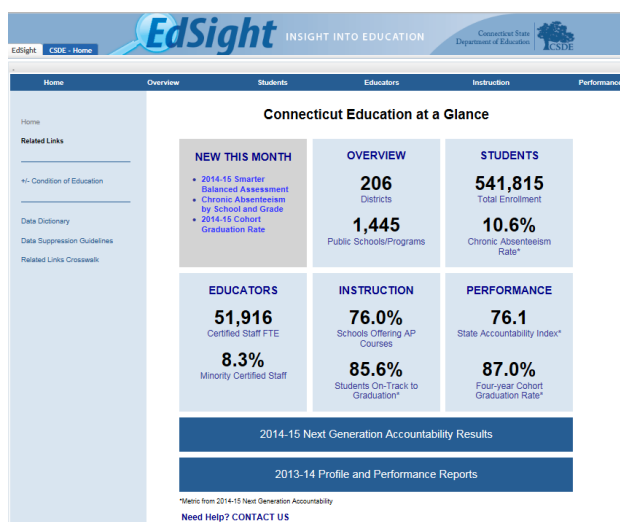 EdSight
INSIGHT INTO EDUCATION
Connecticut State
Department of Education
CSDE
EdSight
CSDE - Home
Home
Overview
Students
Educators
Instruction
Performance
Home
Related Links
+/- Condition of Education
Data Dictionary
Data Suppression Guidelines
Related Links Crosswalk
Connecticut Education at a Glance
NEW THIS MONTH
• 2014-15 Smarter
Balanced Assessment
• Chronic Absenteeism
by School and Grade
• 2014-15 Cohort
Graduation Rate
OVERVIEW
206
Districts
1,445
Public Schools/Programs
STUDENTS
541,815
Total Enrollment
10.6%
Chronic Absenteeism
Rate*
EDUCATORS
51,916
Certified Staff FTE
8.3%
Minority Certified Staff
INSTRUCTION
76.0%
Schools Offering AP
Courses
85.6%
Students On-Track to
Graduation*
PERFORMANCE
76.1
State Accountability Index*
87.0%
Four-year Cohort
Graduation Rate*
2014-15 Next Generation Accountability Results
2013-14 Profile and Performance Reports
*Metric from 2014-15 Next Generation Accountability
Need Help? CONTACT US